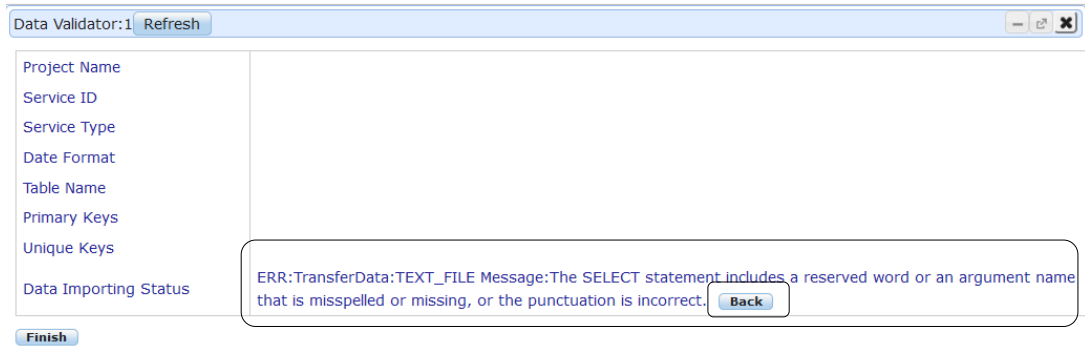 Data Validator:1 Refresh
Project Name
Service ID
Service Type
Date Format
Table Name
Primary Keys
Unique Keys
Data Importing Status
ERR:TransferData:TEXT_FILE Message:The SELECT statement includes a reserved word or an argument name
that is misspelled or missing, or the punctuation is incorrect. Back
Finish